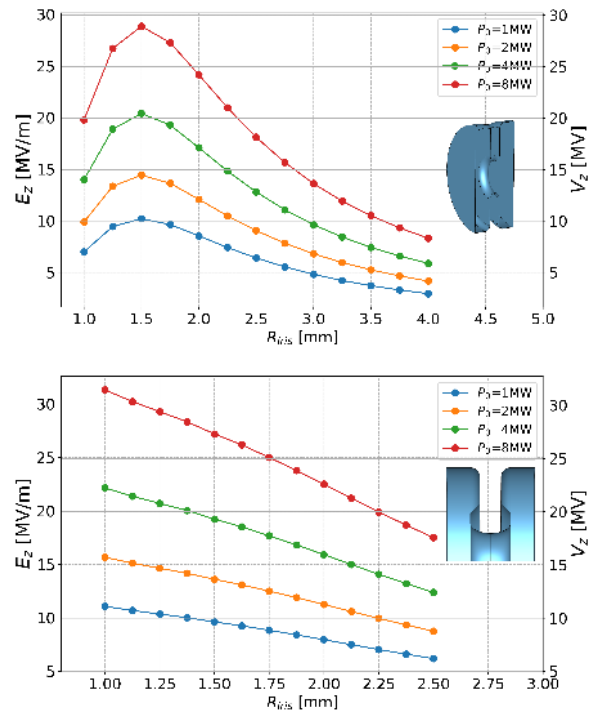 30
25
20
15
10
5
E_z [MV/m]
30
25
20
15
10
5
V_z [MV]
P_0=1MW
P_0=2MW
P_0=4MW
P_0=8MW
1.0 1.5 2.0 2.5 3.0 3.5 4.0 4.5 5.0
R_iris [mm]
30
25
20
15
10
5
E_z [MV/m]
30
25
20
15
10
5
V_z [MV]
P_0=1MW
P_0=2MW
P_0=4MW
P_0=8MW
1.00 1.25 1.50 1.75 2.00 2.25 2.50 2.75 3.00
R_iris [mm]